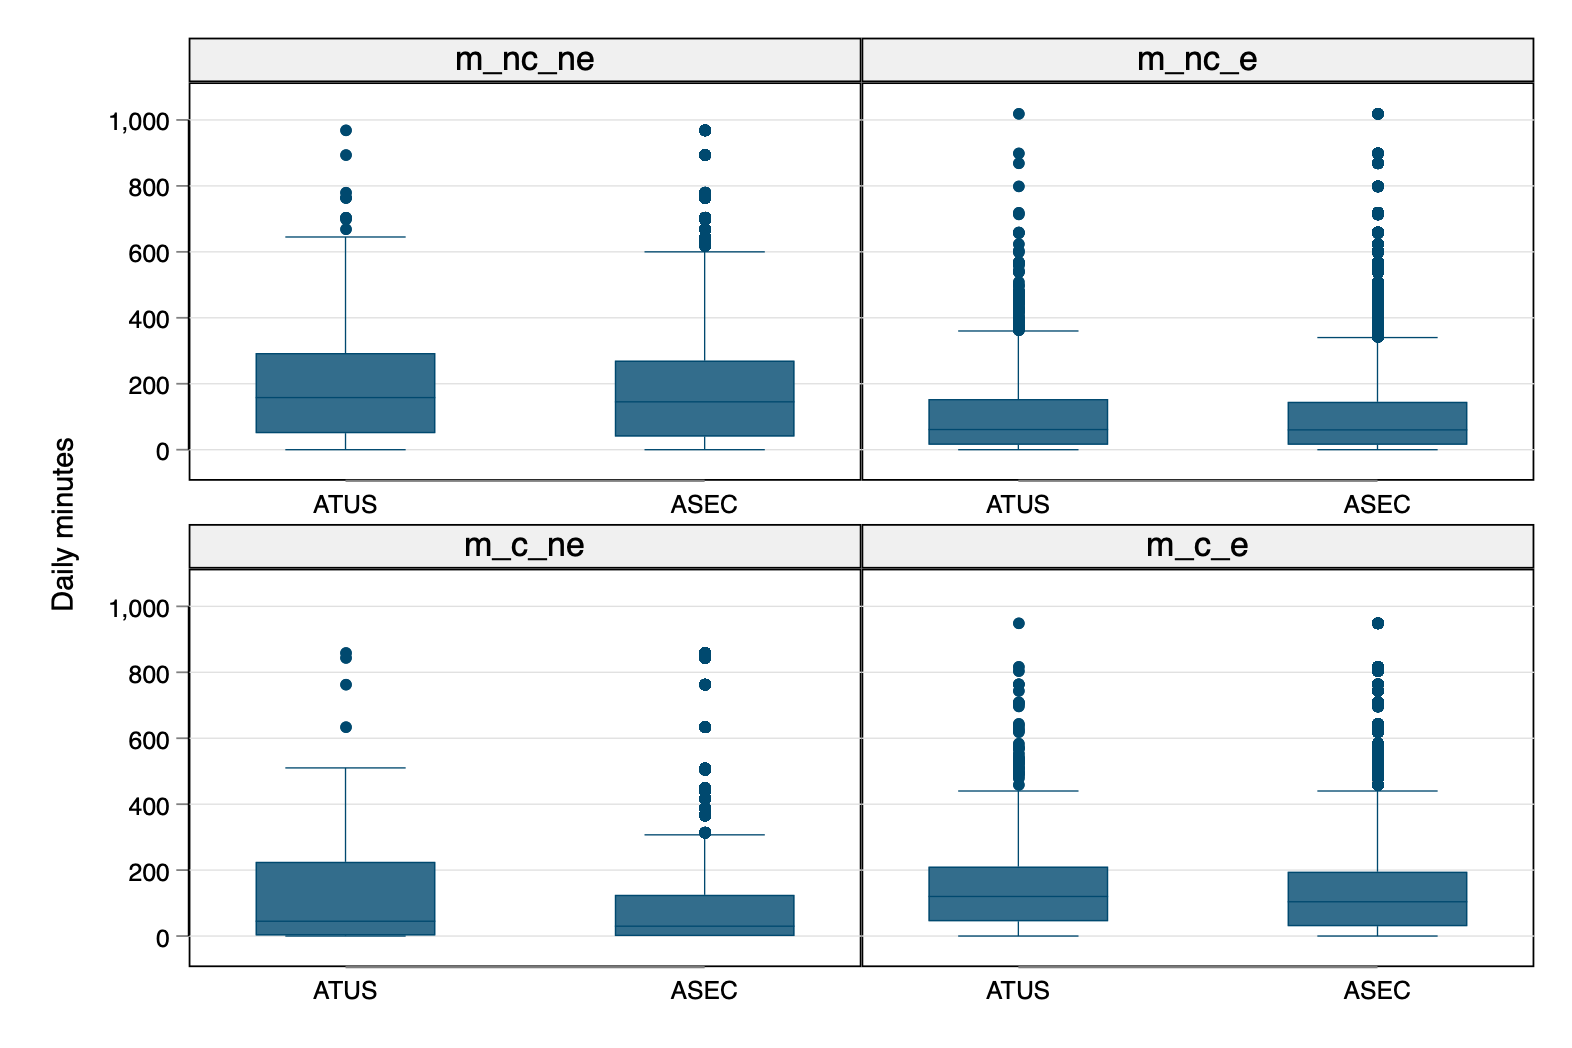 m_nc_ne
m_nc_e
1,000
800
600
400
200
0
ATUS
ASEC
ATUS
ASEC
Daily minutes
m_c_ne
m_c_e
1,000
800
600
400
200
0
ATUS
ASEC
ATUS
ASEC